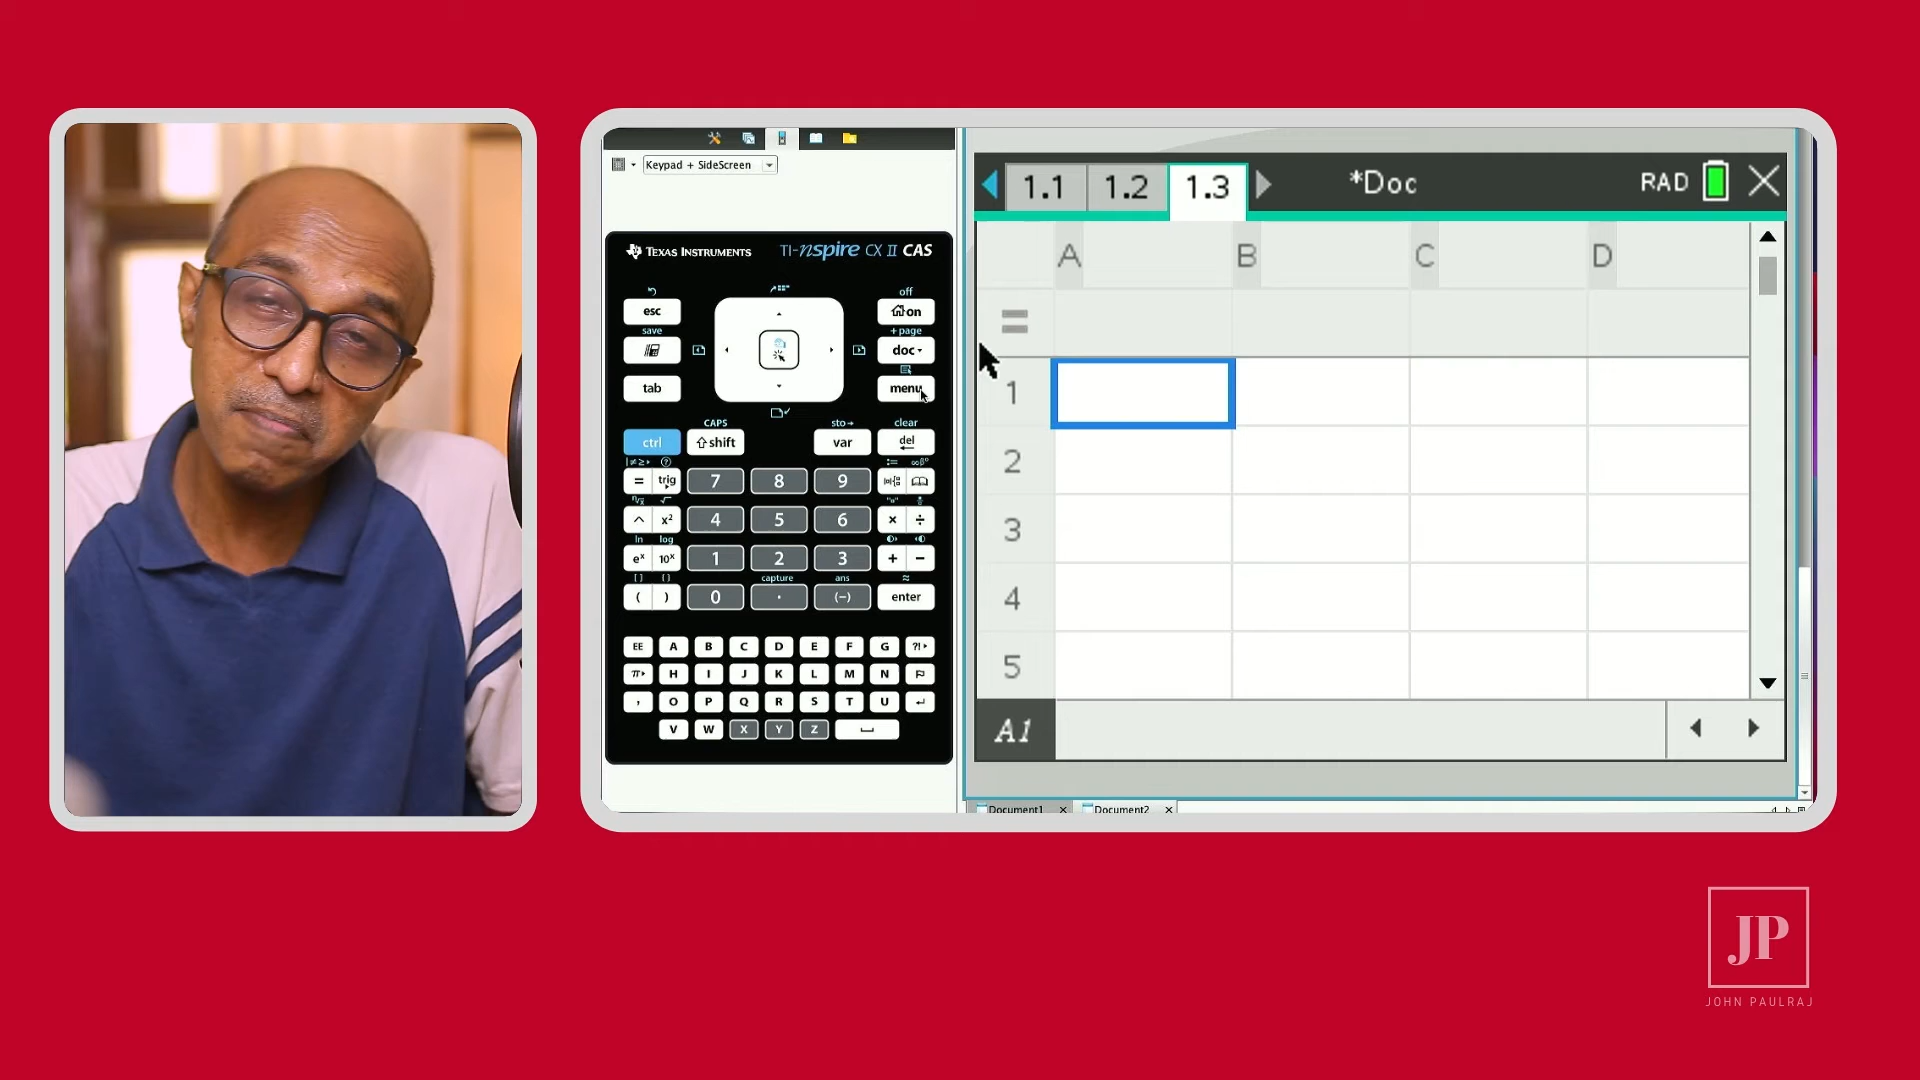 Keypad + SideScreen
TEXAS INSTRUMENTS TI-nspire CX II CAS
off
esc on
save + page
doc
tab menu
CAPS sto→ clear
ctrl ⇧shift var del
|≠≥▸ ? := ∞β°
= trig 7 8 9
ⁿ√x √ "∘"
^ x² 4 5 6 × ÷
ln log
eˣ 10ˣ 1 2 3 + −
[ ] { } capture ans ≈
( ) 0 . (−) enter
EE A B C D E F G ?!▸
π▸ H I J K L M N
, O P Q R S T U
V W X Y Z
1.1 1.2 1.3 *Doc RAD
A B C D
=
1
2
3
4
5
A1
Document1 Document2
JP
JOHN PAULRAJ